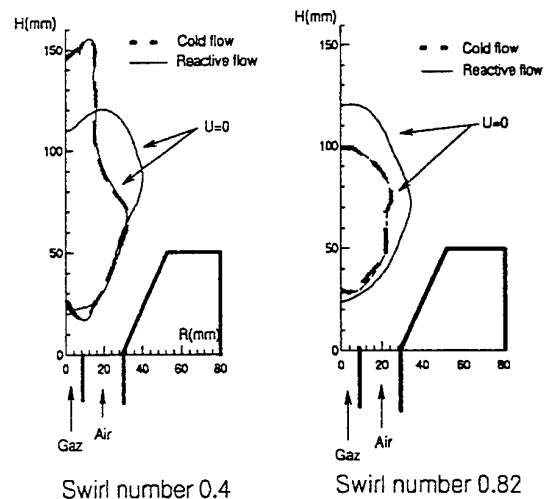 H(mm)
150
100
50
0
Cold flow
Reactive flow
U=0
R(mm)
0 20 40 60 80
Gaz
Air
Swirl number 0.4
H(mm)
150
100
50
0
Cold flow
Reactive flow
U=0
0 20 40 60 80
Gaz
Air
Swirl number 0.82